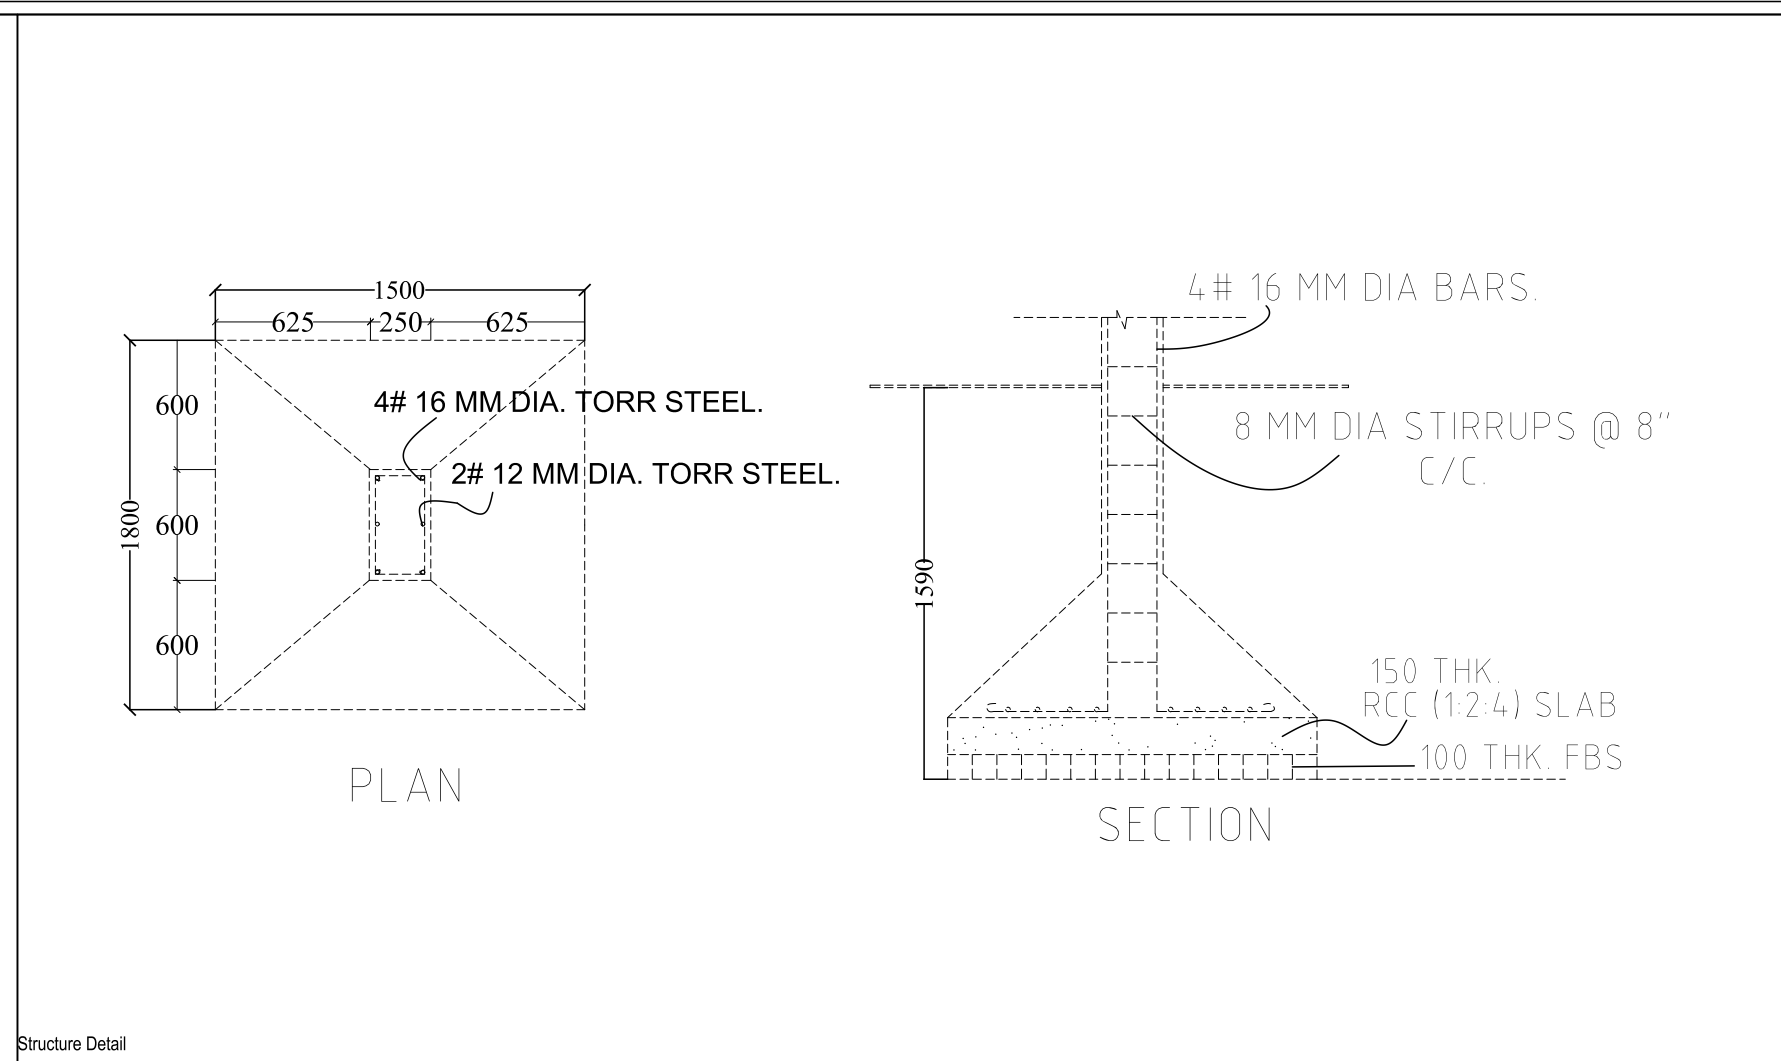 1500
625 250 625
4# 16 MM DIA. TORR STEEL.
2# 12 MM DIA. TORR STEEL.
600
1800
600
600
PLAN
4# 16 MM DIA BARS.
8 MM DIA STIRRUPS @ 8"
C/C.
1590
150 THK.
RCC (1:2:4) SLAB
100 THK. FBS
SECTION
Structure Detail